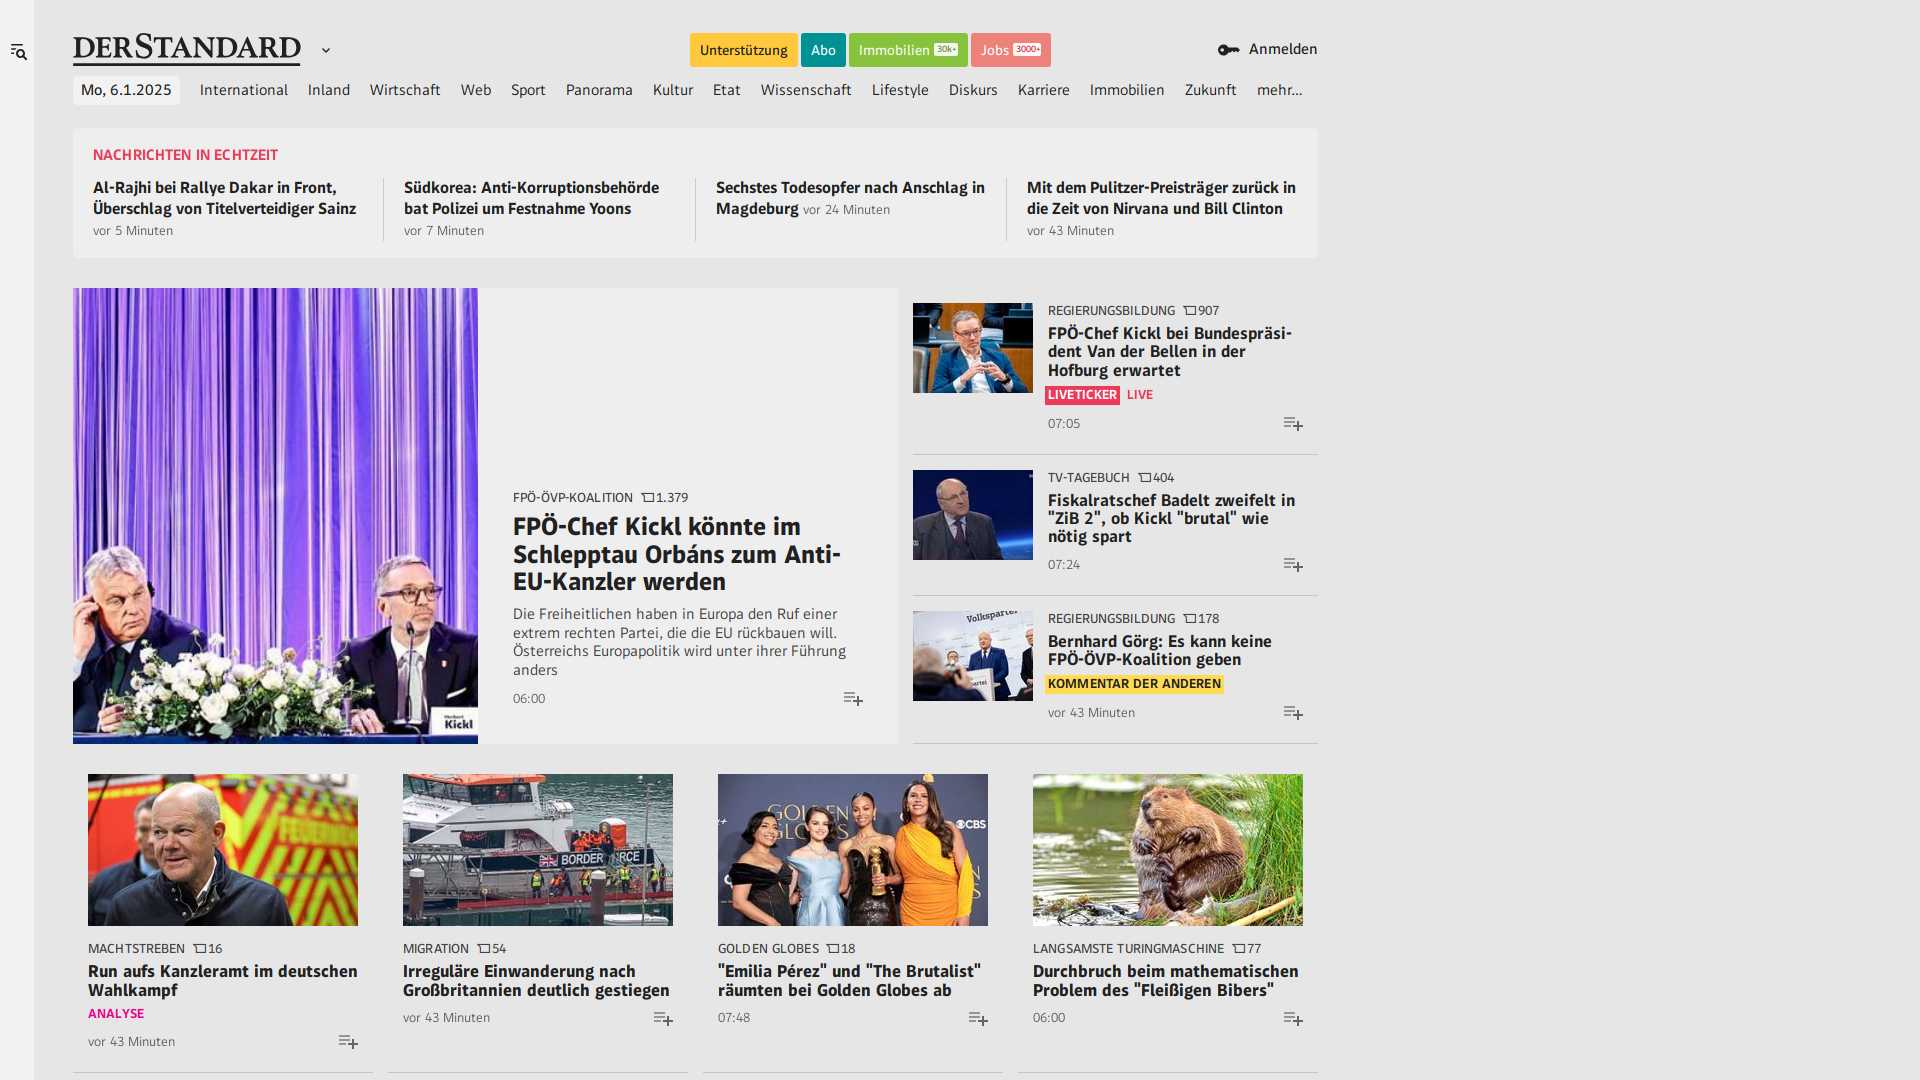 DERSTANDARD
Unterstützung
Abo
Immobilien 30k+
Jobs 3000+
Anmelden
Mo, 6.1.2025
International
Inland
Wirtschaft
Web
Sport
Panorama
Kultur
Etat
Wissenschaft
Lifestyle
Diskurs
Karriere
Immobilien
Zukunft
mehr...
NACHRICHTEN IN ECHTZEIT
Al-Rajhi bei Rallye Dakar in Front,
Überschlag von Titelverteidiger Sainz
vor 5 Minuten
Südkorea: Anti-Korruptionsbehörde
bat Polizei um Festnahme Yoons
vor 7 Minuten
Sechstes Todesopfer nach Anschlag in
Magdeburg vor 24 Minuten
Mit dem Pulitzer-Preisträger zurück in
die Zeit von Nirvana und Bill Clinton
vor 43 Minuten
Herbert
Kickl
FPÖ-ÖVP-KOALITION 1.379
FPÖ-Chef Kickl könnte im
Schlepptau Orbáns zum Anti-
EU-Kanzler werden
Die Freiheitlichen haben in Europa den Ruf einer
extrem rechten Partei, die die EU rückbauen will.
Österreichs Europapolitik wird unter ihrer Führung
anders
06:00
REGIERUNGSBILDUNG 907
FPÖ-Chef Kickl bei Bundespräsi-
dent Van der Bellen in der
Hofburg erwartet
LIVETICKER LIVE
07:05
TV-TAGEBUCH 404
Fiskalratschef Badelt zweifelt in
"ZiB 2", ob Kickl "brutal" wie
nötig spart
07:24
Volkspartei
partei
REGIERUNGSBILDUNG 178
Bernhard Görg: Es kann keine
FPÖ-ÖVP-Koalition geben
KOMMENTAR DER ANDEREN
vor 43 Minuten
FEUERWEHR
MACHTSTREBEN 16
Run aufs Kanzleramt im deutschen
Wahlkampf
ANALYSE
vor 43 Minuten
BORDER RCE
MIGRATION 54
Irreguläre Einwanderung nach
Großbritannien deutlich gestiegen
vor 43 Minuten
GOLDEN
GLOBES
CBS
GOLDEN GLOBES 18
"Emilia Pérez" und "The Brutalist"
räumten bei Golden Globes ab
07:48
LANGSAMSTE TURINGMASCHINE 77
Durchbruch beim mathematischen
Problem des "Fleißigen Bibers"
06:00